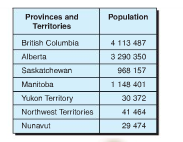 Provinces and Territories Population
British Columbia 4 113 487
Alberta 3 290 350
Saskatchewan 968 157
Manitoba 1 148 401
Yukon Territory 30 372
Northwest Territories 41 464
Nunavut 29 474